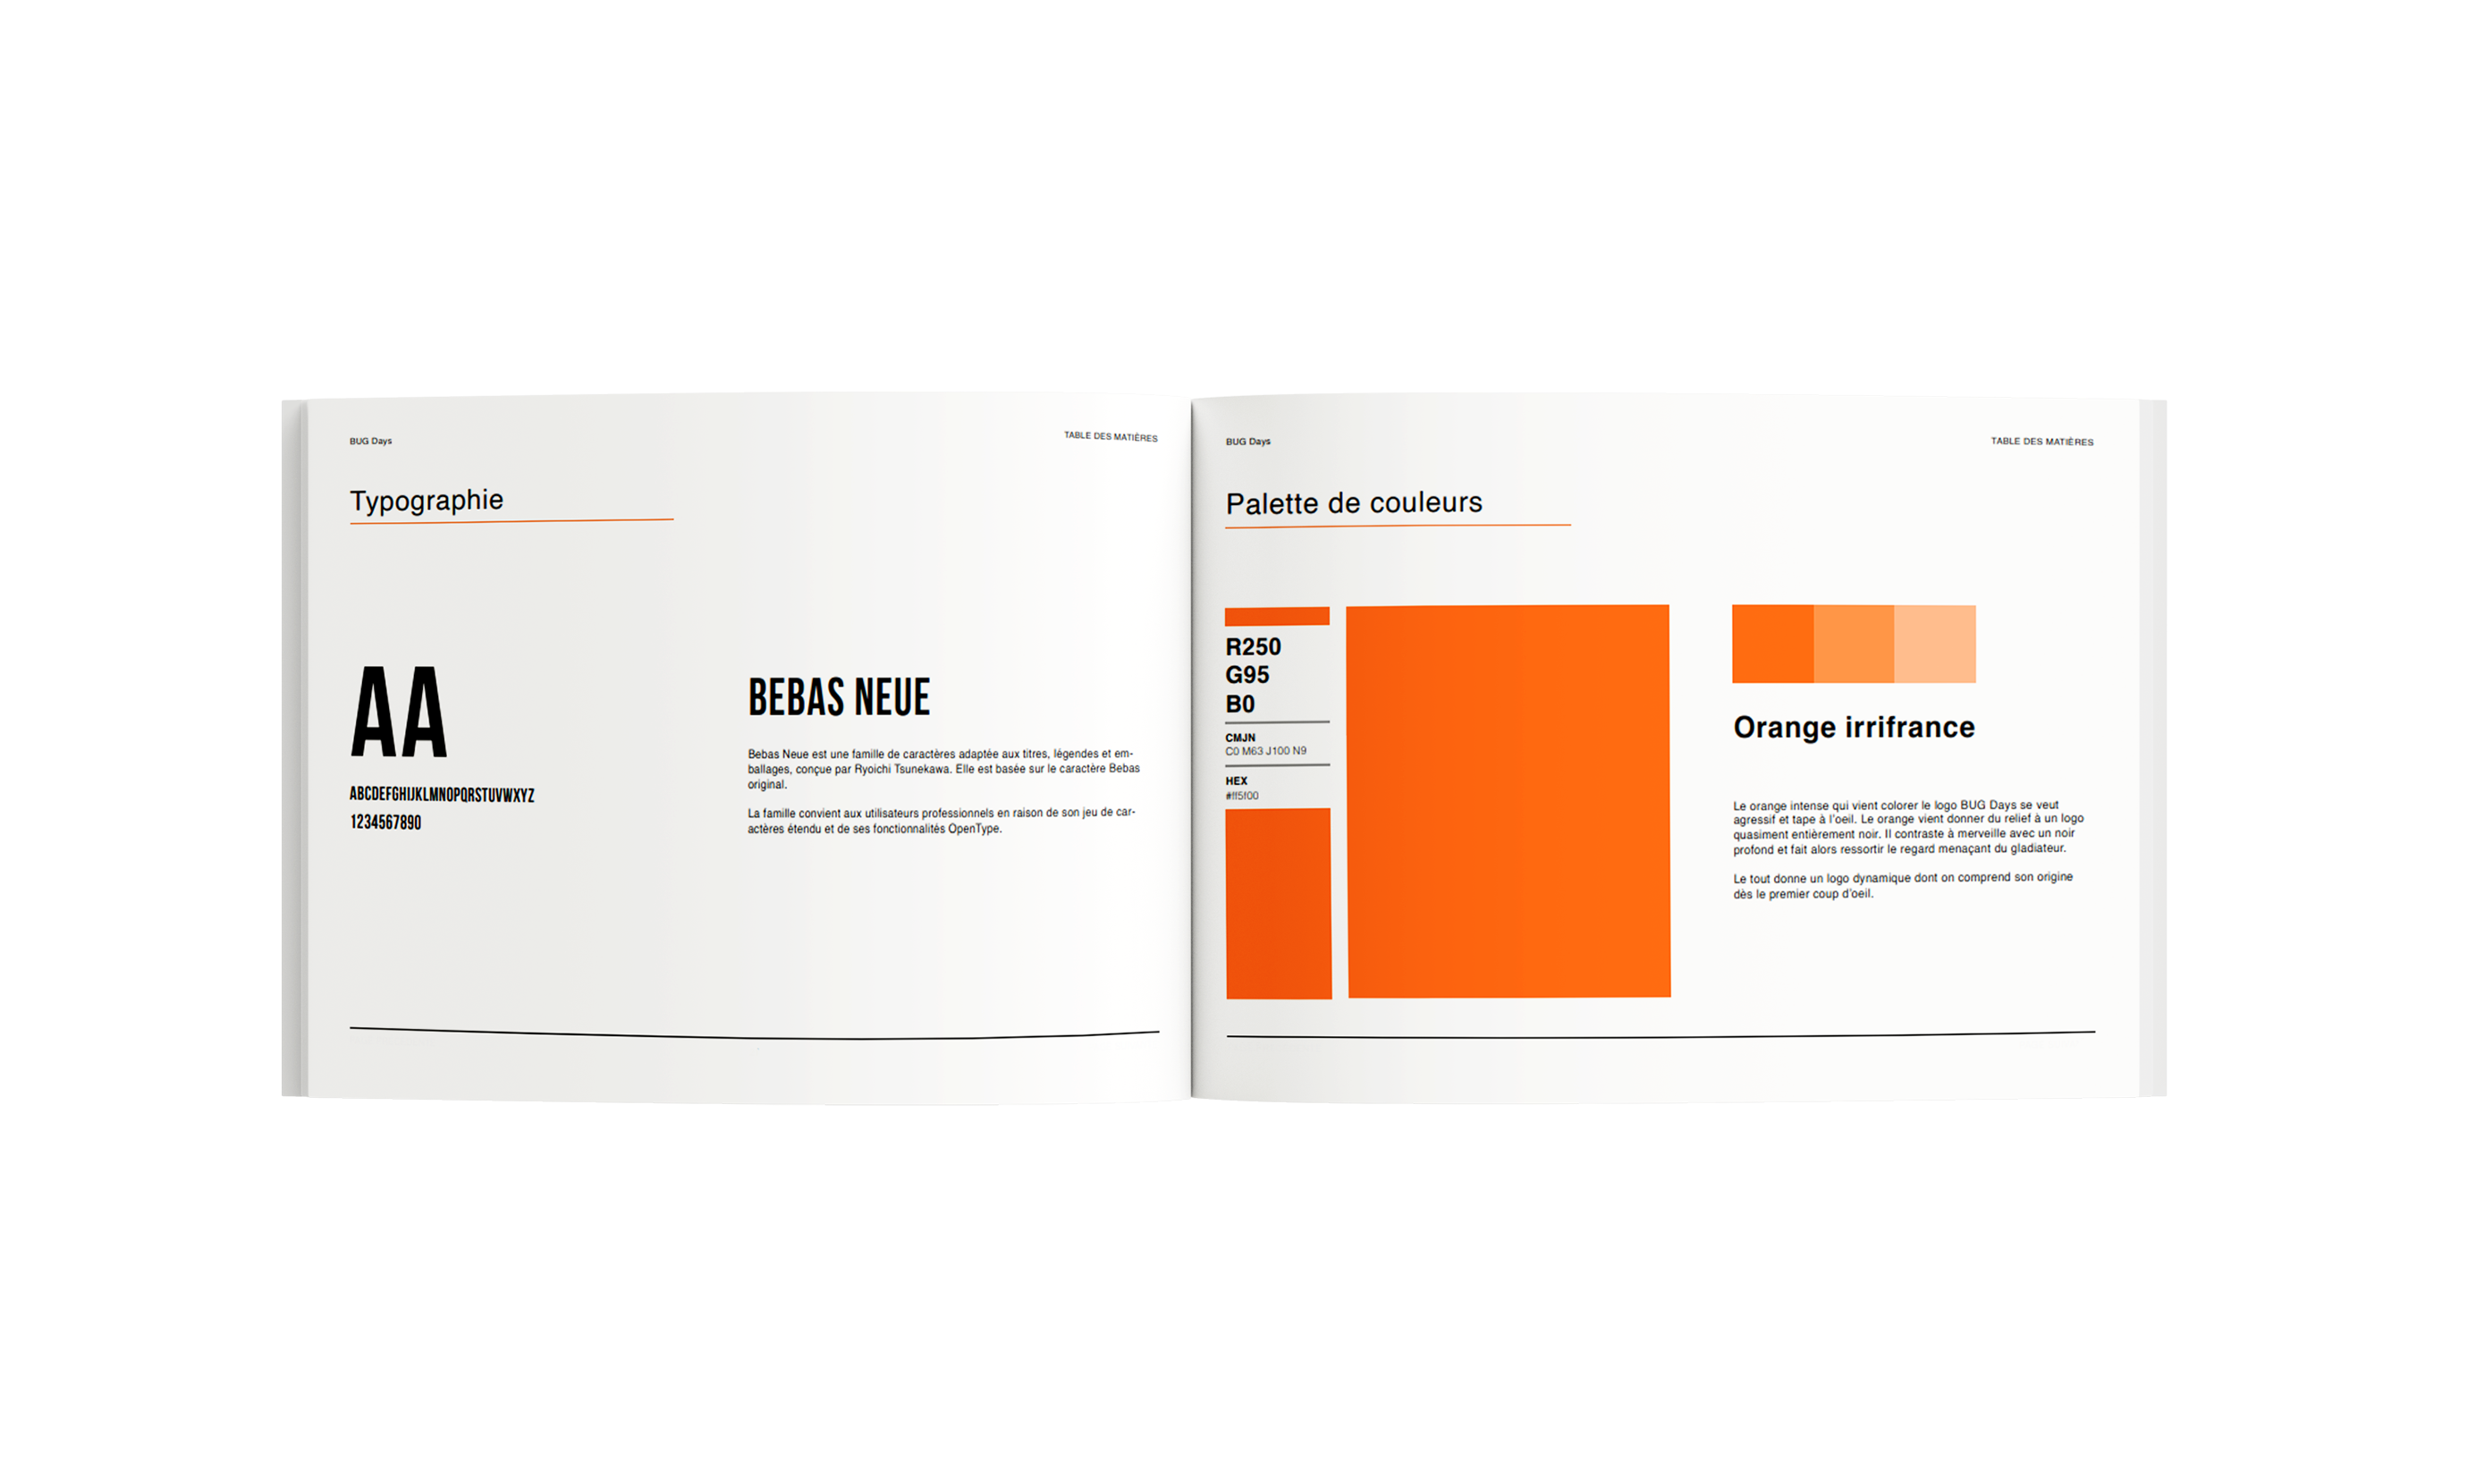 BUG Days
TABLE DES MATIÈRES
Typographie
AA
ABCDEFGHIJKLMNOPQRSTUVWXYZ
1234567890
BEBAS NEUE
Bebas Neue est une famille de caractères adaptée aux titres, légendes et em-
ballages, conçue par Ryoichi Tsunekawa. Elle est basée sur le caractère Bebas
original.
La famille convient aux utilisateurs professionnels en raison de son jeu de car-
actères étendu et de ses fonctionnalités OpenType.
BUG Days
TABLE DES MATIÈRES
Palette de couleurs
R250
G95
B0
CMJN
C0 M63 J100 N9
HEX
#ff5f00
Orange irrifrance
Le orange intense qui vient colorer le logo BUG Days se veut
agressif et tape à l'oeil. Le orange vient donner du relief à un logo
quasiment entièrement noir. Il contraste à merveille avec un noir
profond et fait alors ressortir le regard menaçant du gladiateur.
Le tout donne un logo dynamique dont on comprend son origine
dès le premier coup d'oeil.